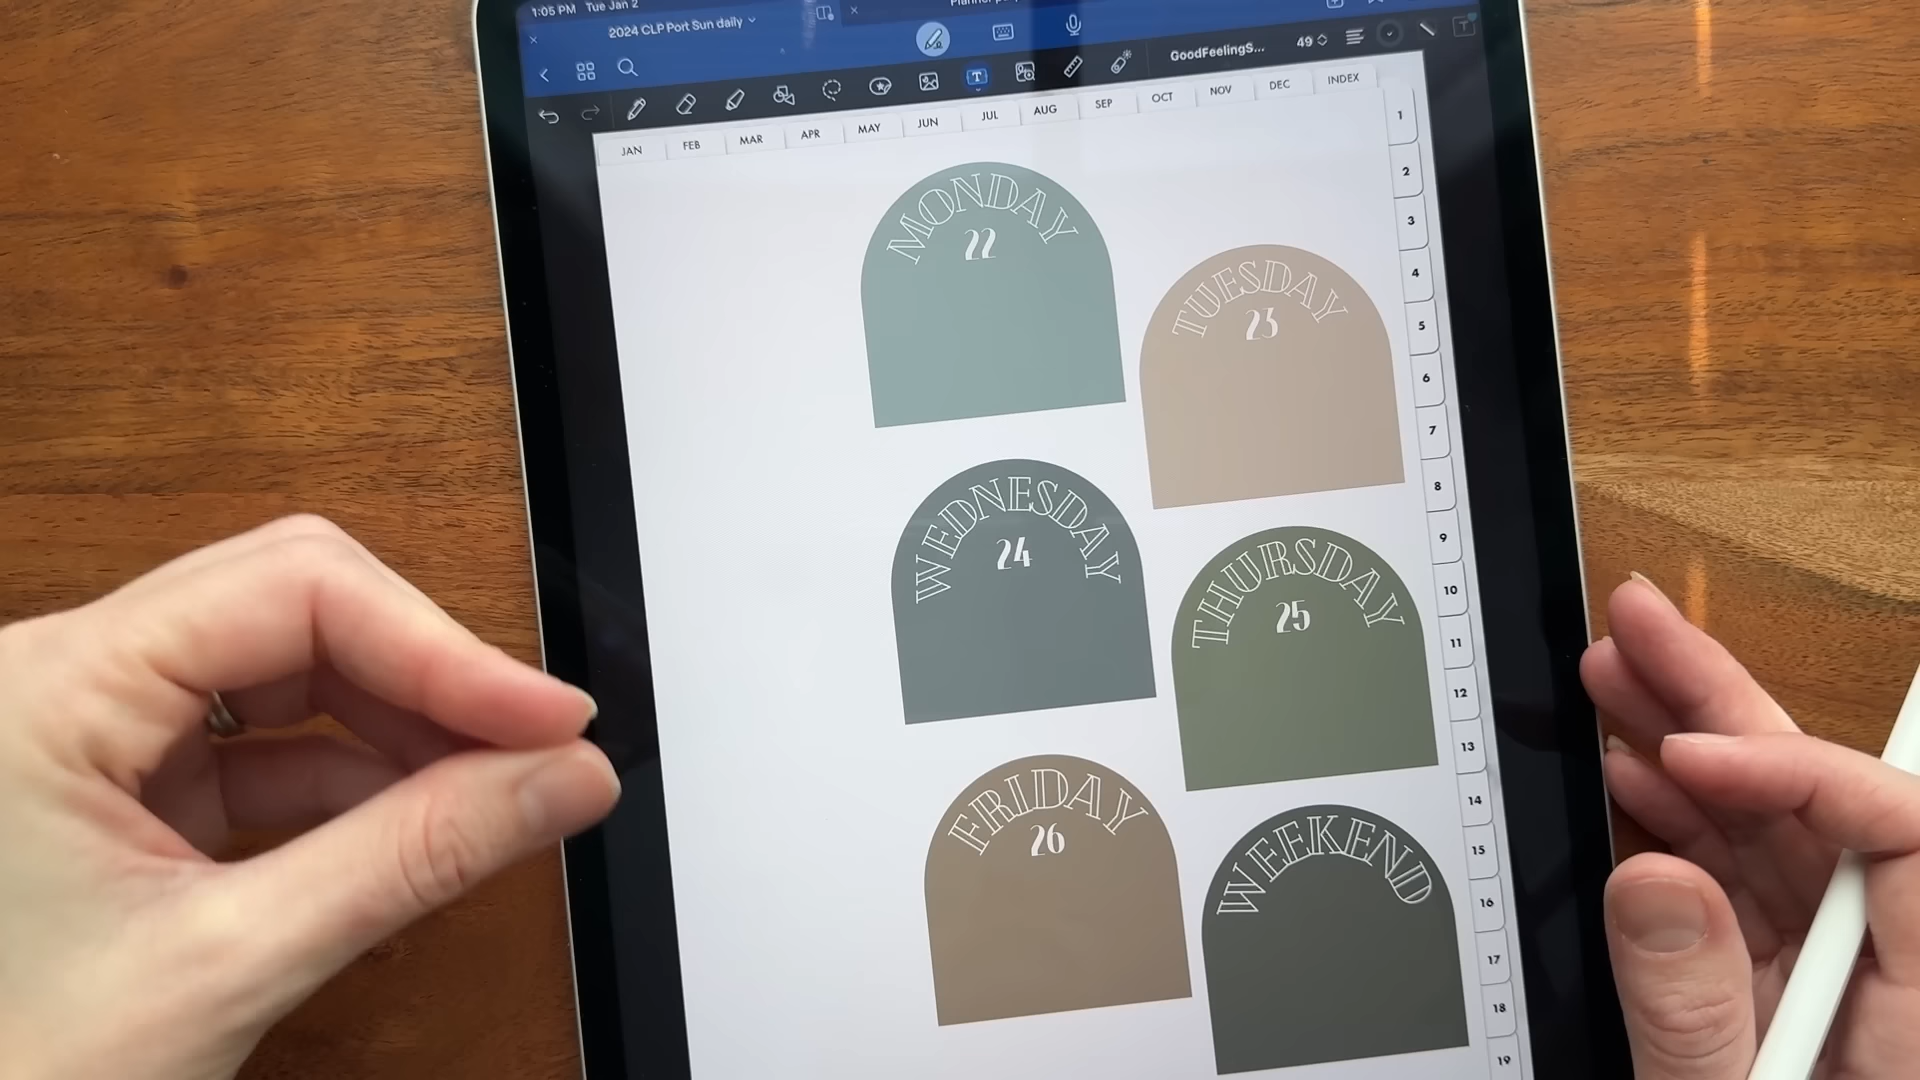 1:05 PM Tue Jan 2
2024 CLP Port Sun daily
GoodFeelingS... 49
JAN FEB MAR APR MAY JUN JUL AUG SEP OCT NOV DEC INDEX
MONDAY
22
TUESDAY
23
WEDNESDAY
24
THURSDAY
25
FRIDAY
26
WEEKEND
1
2
3
4
5
6
7
8
9
10
11
12
13
14
15
16
17
18
19